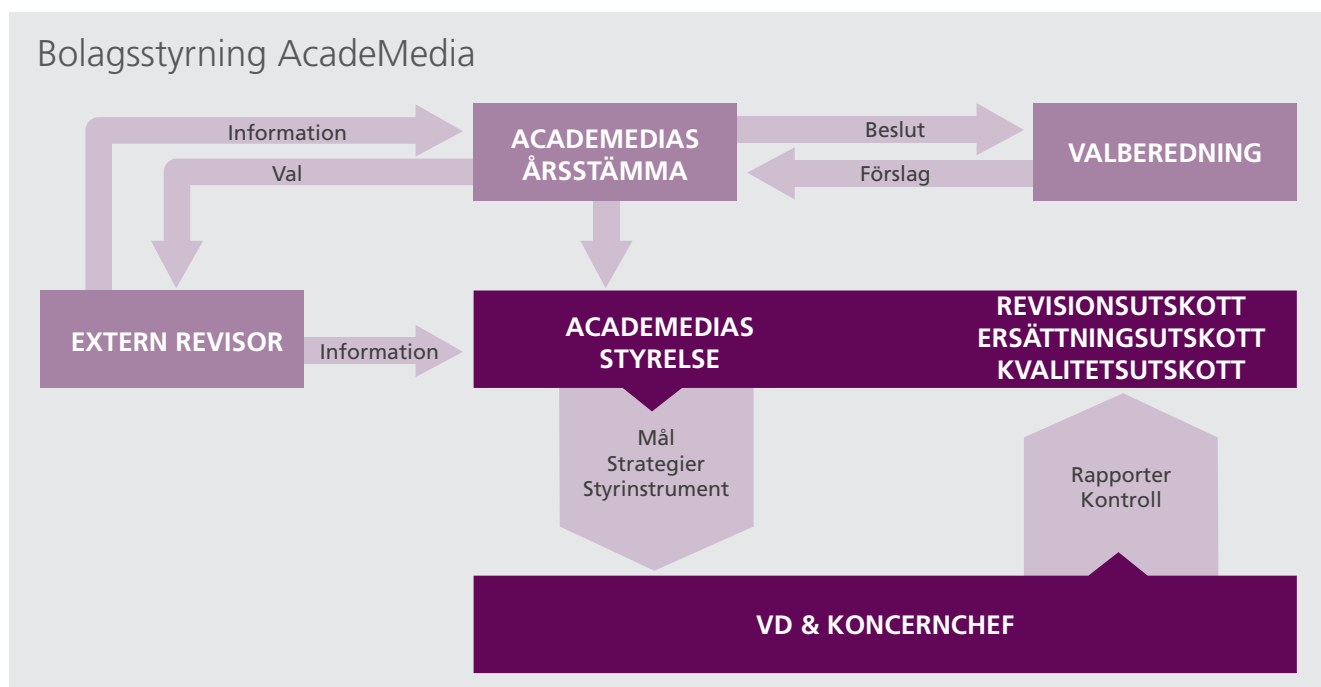 Bolagsstyrning AcadeMedia
Information
Val
ACADEMEDIAS
ÅRSSTÄMMA
Beslut
Förslag
VALBEREDNING
EXTERN REVISOR
Information
ACADEMEDIAS
STYRELSE
REVISIONSUTSKOTT
ERSÄTTNINGSUTSKOTT
KVALITETSUTSKOTT
Mål
Strategier
Styrinstrument
Rapporter
Kontroll
VD & KONCERNCHEF